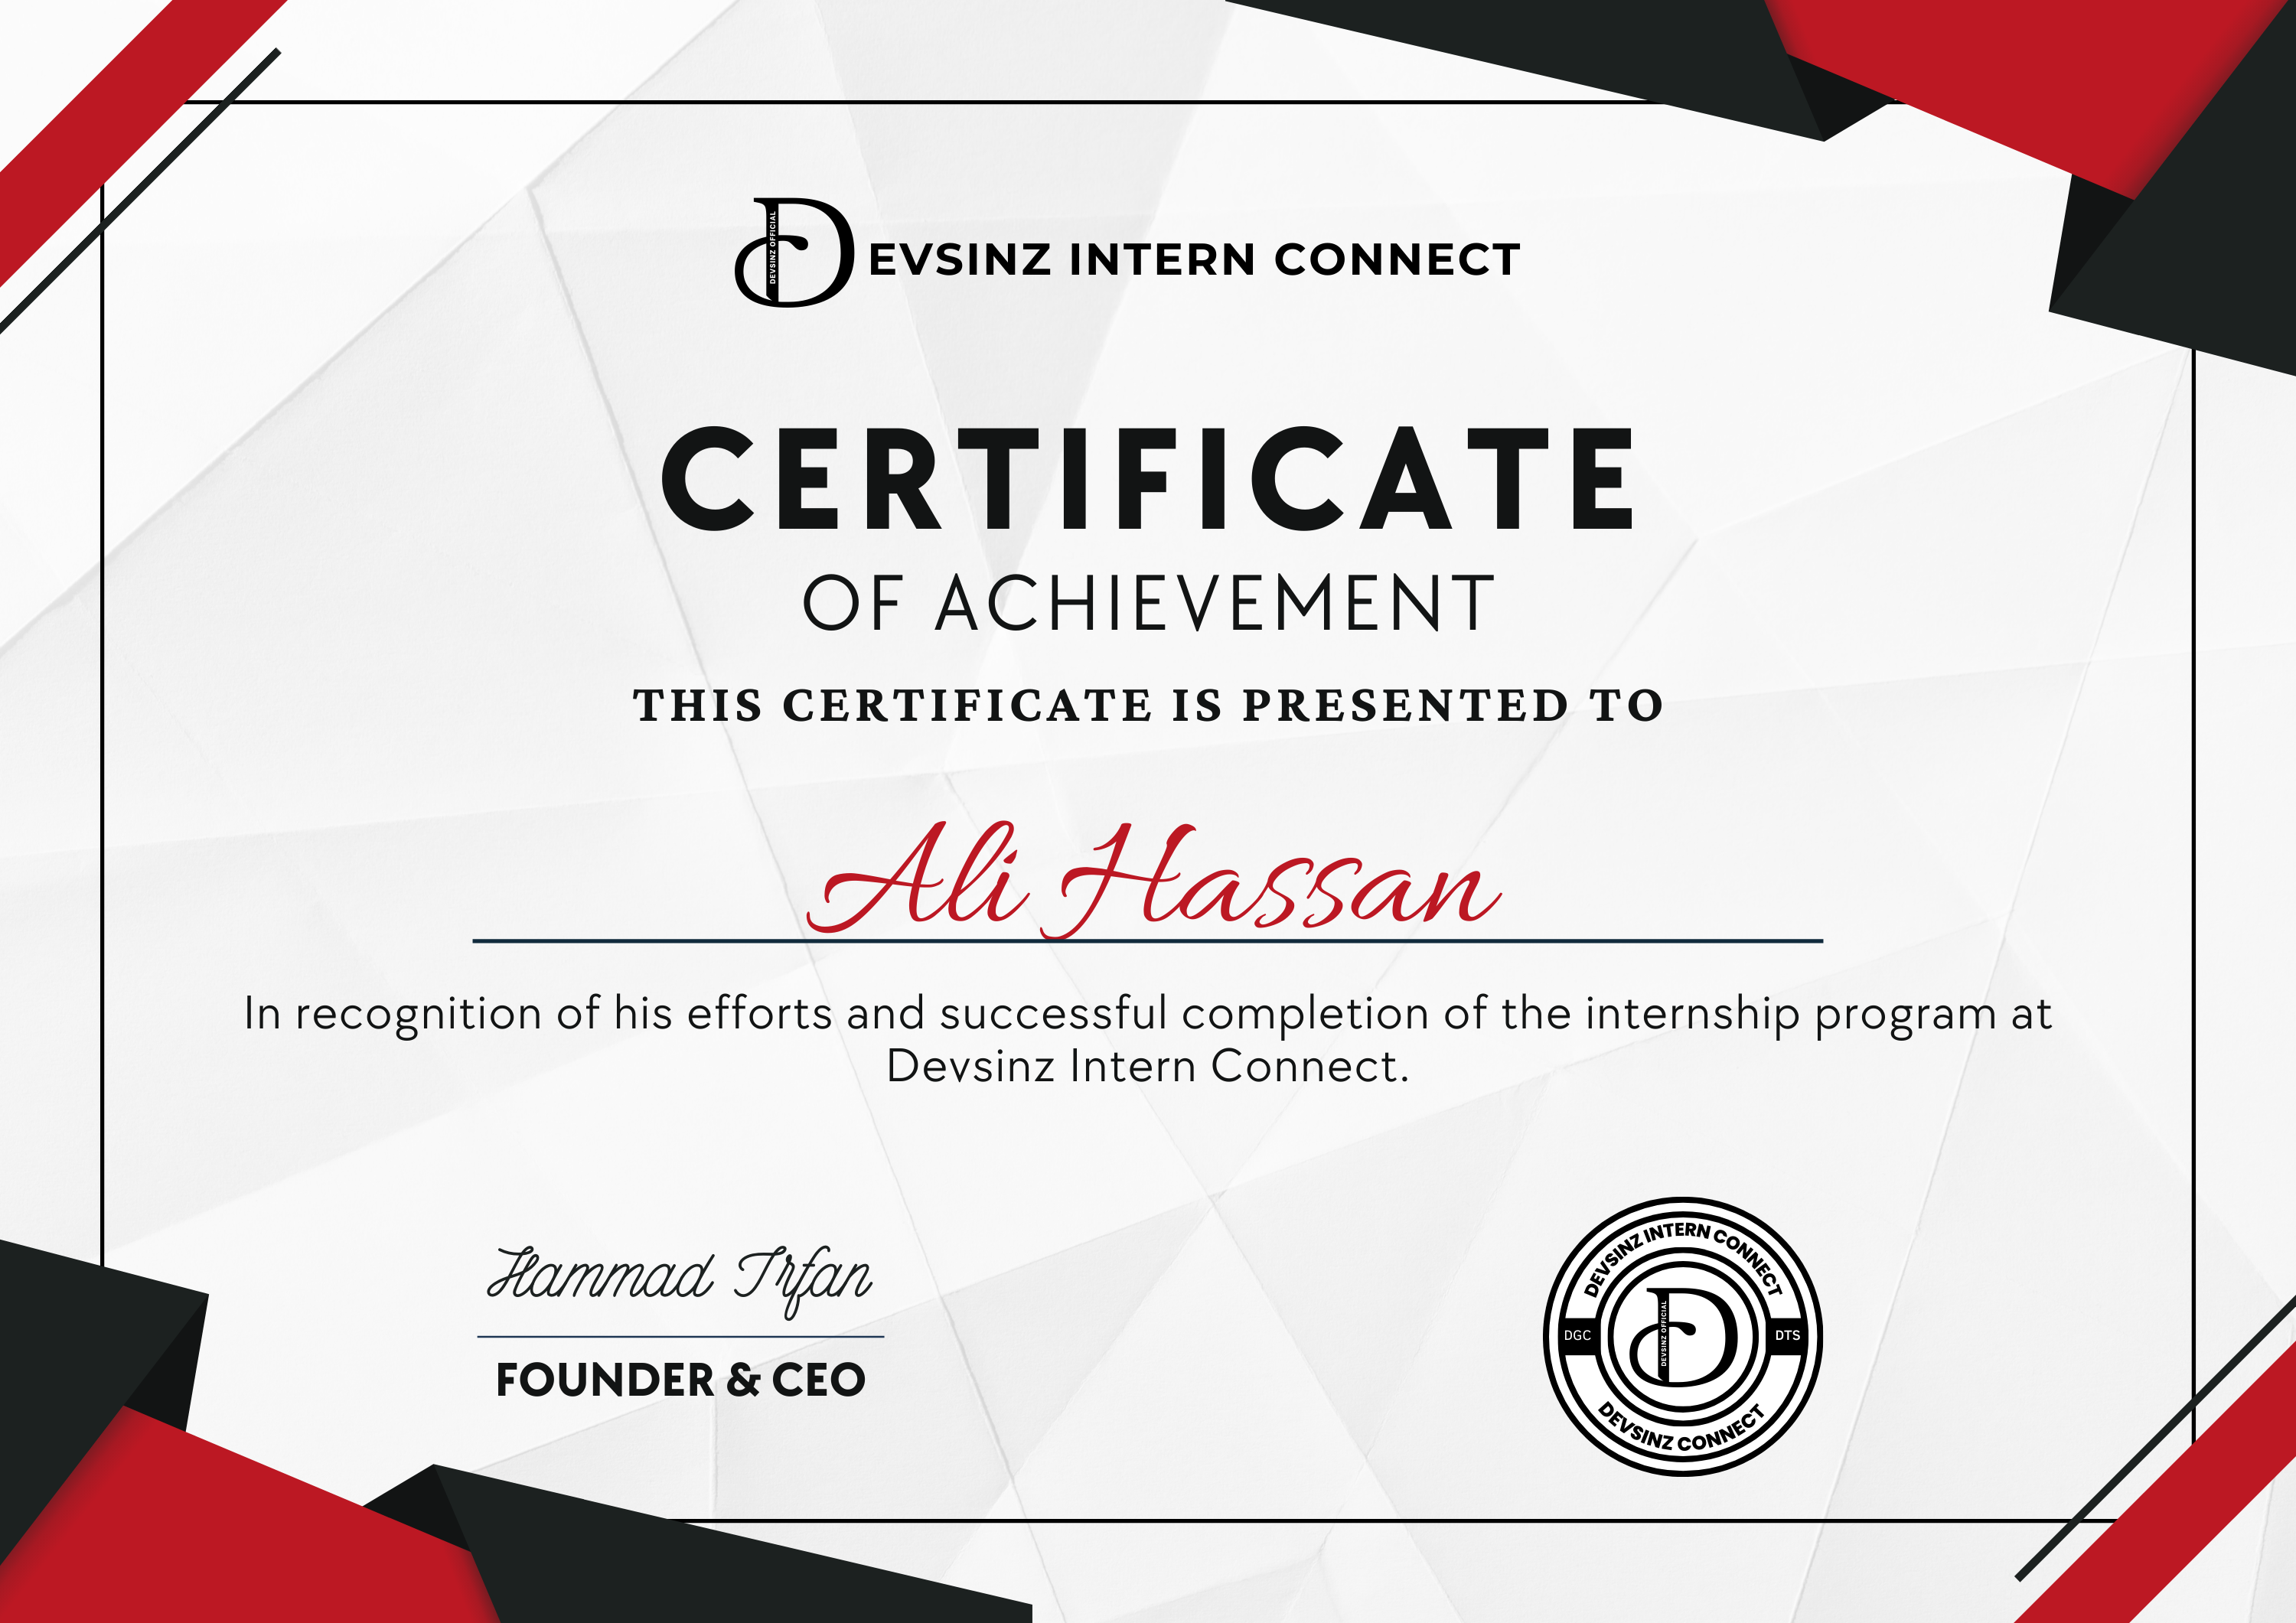 DEVSINZ INTERN CONNECT
DEVSINZ OFFICIAL
CERTIFICATE
OF ACHIEVEMENT
THIS CERTIFICATE IS PRESENTED TO
Ali Hassan
In recognition of his efforts and successful completion of the internship program at
Devsinz Intern Connect.
Hammad Irfan
FOUNDER & CEO
DEVSINZ INTERN CONNECT
DGC
DEVSINZ OFFICIAL
DTS
DEVSINZ CONNECT